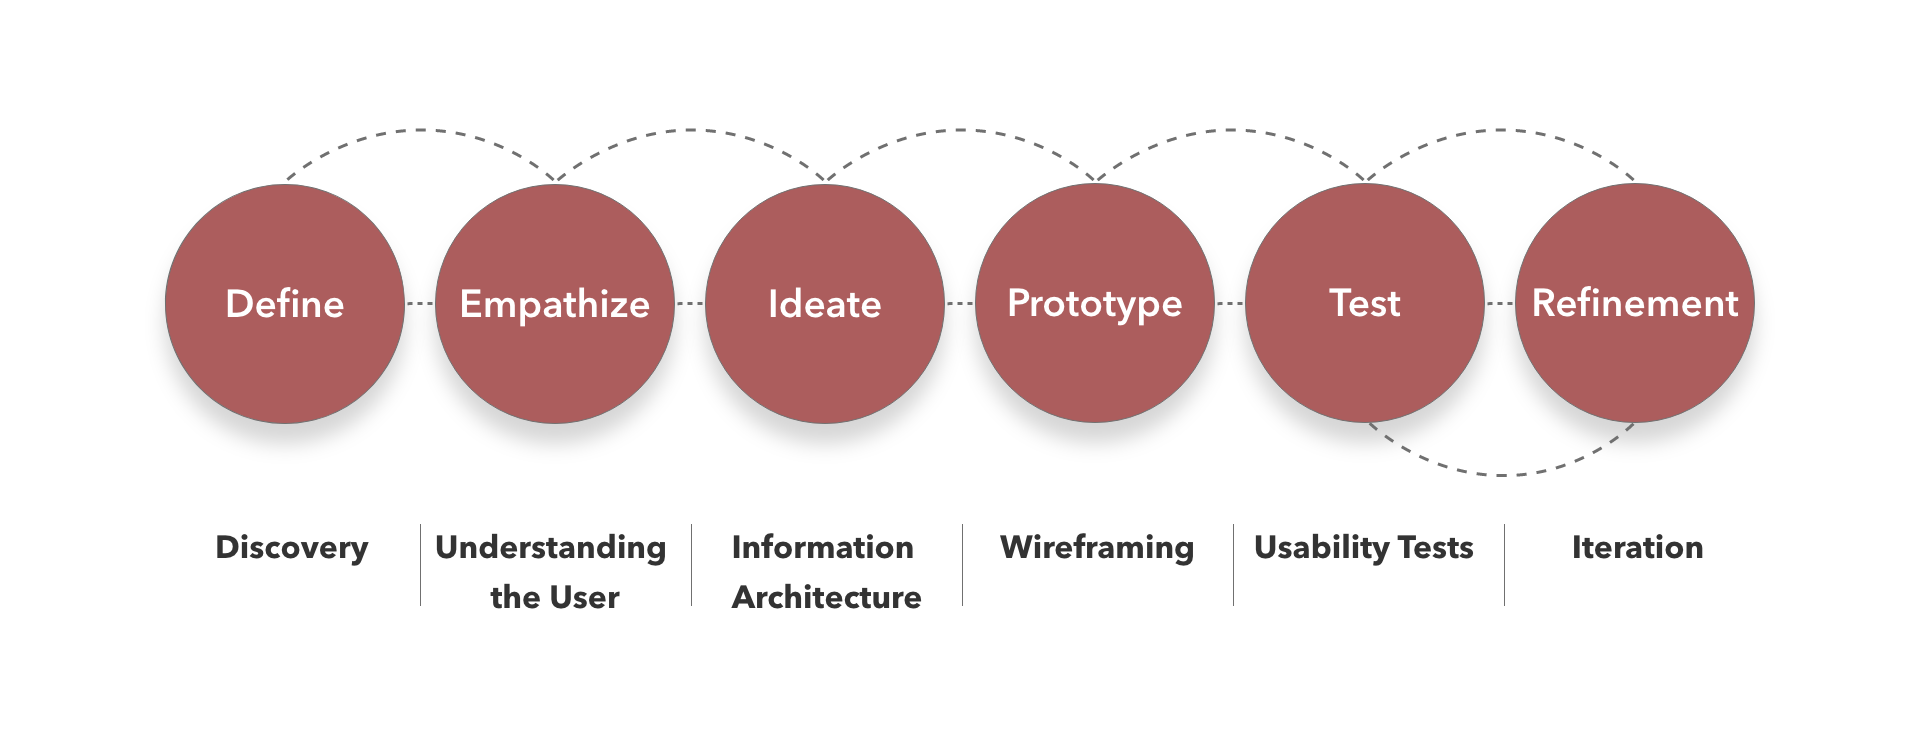 Define
Empathize
Ideate
Prototype
Test
Refinement
Discovery
Understanding
the User
Information
Architecture
Wireframing
Usability Tests
Iteration